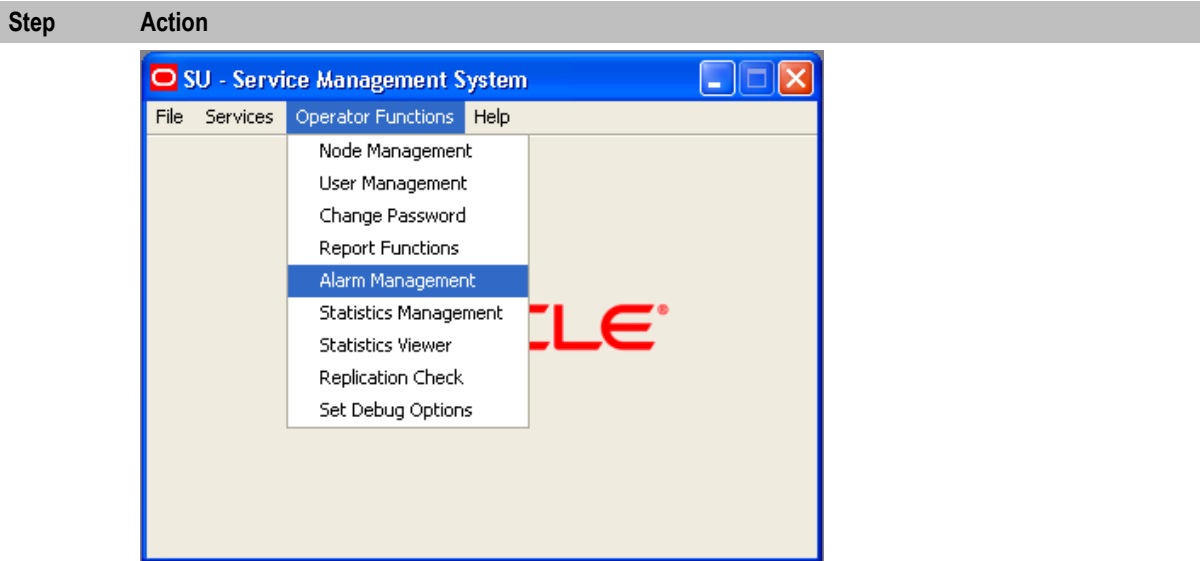 Step Action
SU - Service Management System
File Services Operator Functions Help
Node Management
User Management
Change Password
Report Functions
Alarm Management
Statistics Management
CLE®
Statistics Viewer
Replication Check
Set Debug Options